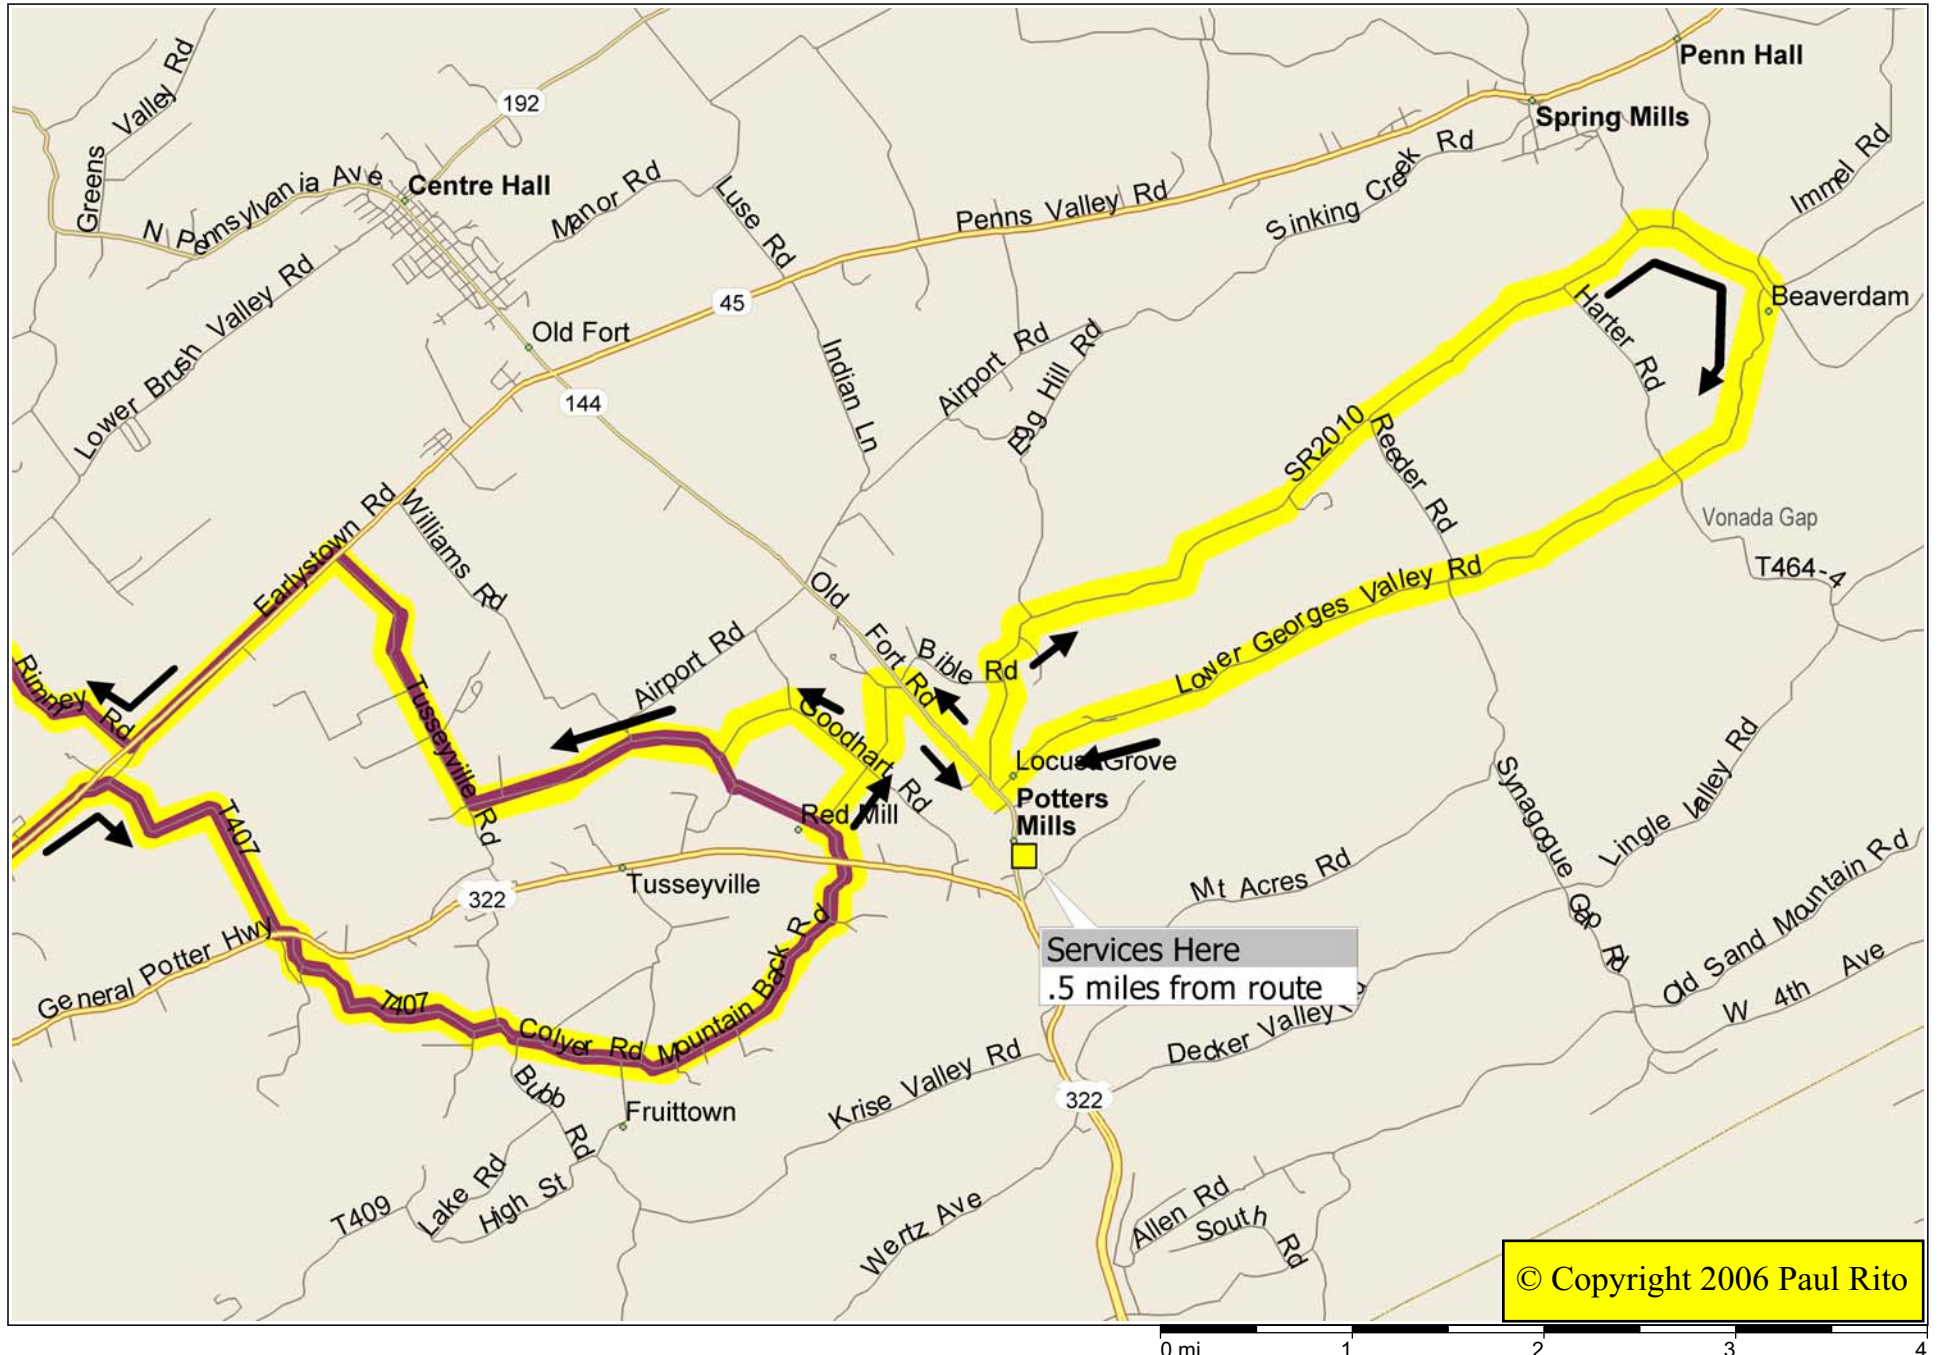 Penn Hall
Spring Mills
192
Greens Valley Rd
Centre Hall
N Pennsylvania Ave
Manor Rd
Luse Rd
Penns Valley Rd
Sinking Creek Rd
Immel Rd
Lower Brush Valley Rd
45
Old Fort
144
Indian Ln
Airport Rd
Egg Hill Rd
Harter Rd
Beaverdam
SR2010
Reeder Rd
Vonada Gap
T464-4
Earlystown Rd
Williams Rd
Old Fort Rd
Bible Rd
Lower Georges Valley Rd
Rimmey Rd
Tusseyville Rd
Airport Rd
Goodhart Rd
Locust Grove
Potters
Mills
Red Mill
T407
322
Tusseyville
Synagogue Gap Rd
Lingle Valley Rd
Mt Acres Rd
Old Sand Mountain Rd
W 4th Ave
General Potter Hwy
Mountain Back Rd
Services Here
.5 miles from route
T407
Colyer Rd
Decker Valley
Krise Valley Rd
322
Bubb Rd
Fruittown
Lake Rd
High St
T409
Wertz Ave
Allen Rd
South Rd
© Copyright 2006 Paul Rito
0 mi 1 2 3 4